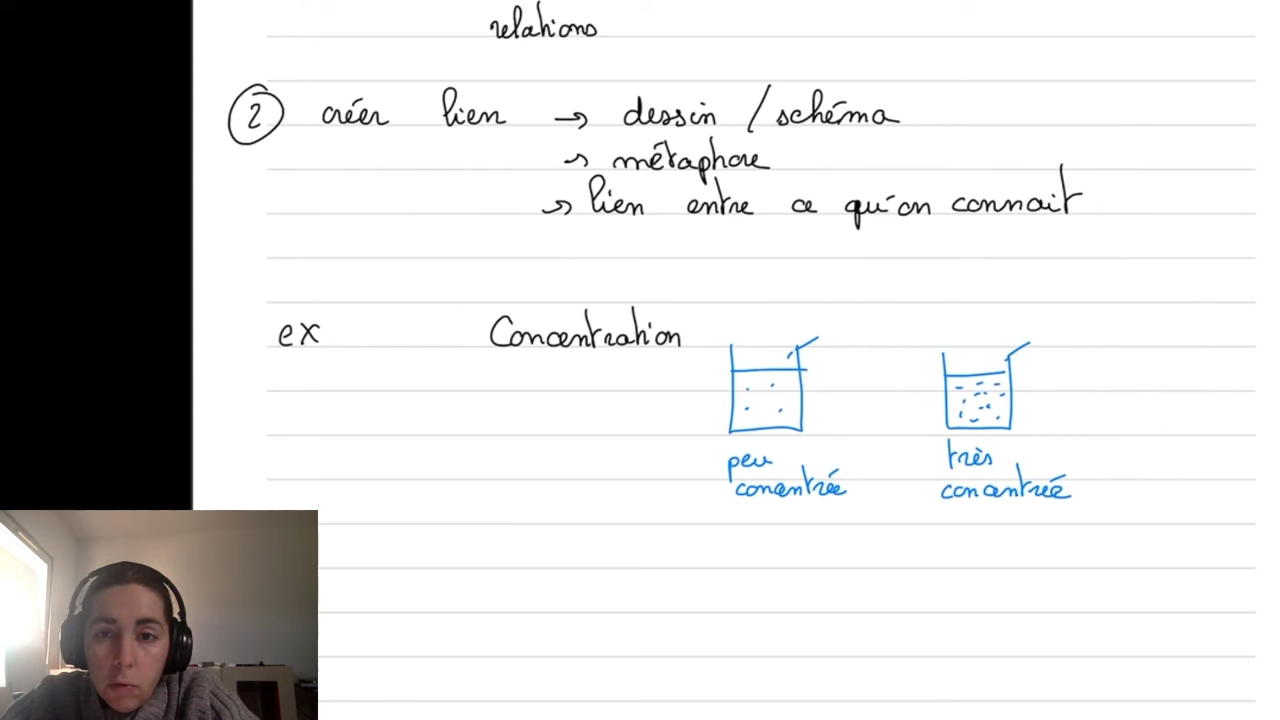 relations
② créer lien → dessin / schéma
→ métaphore
→ lien entre ce qu'on connait
ex Concentration
peu concentrée
très concentrée